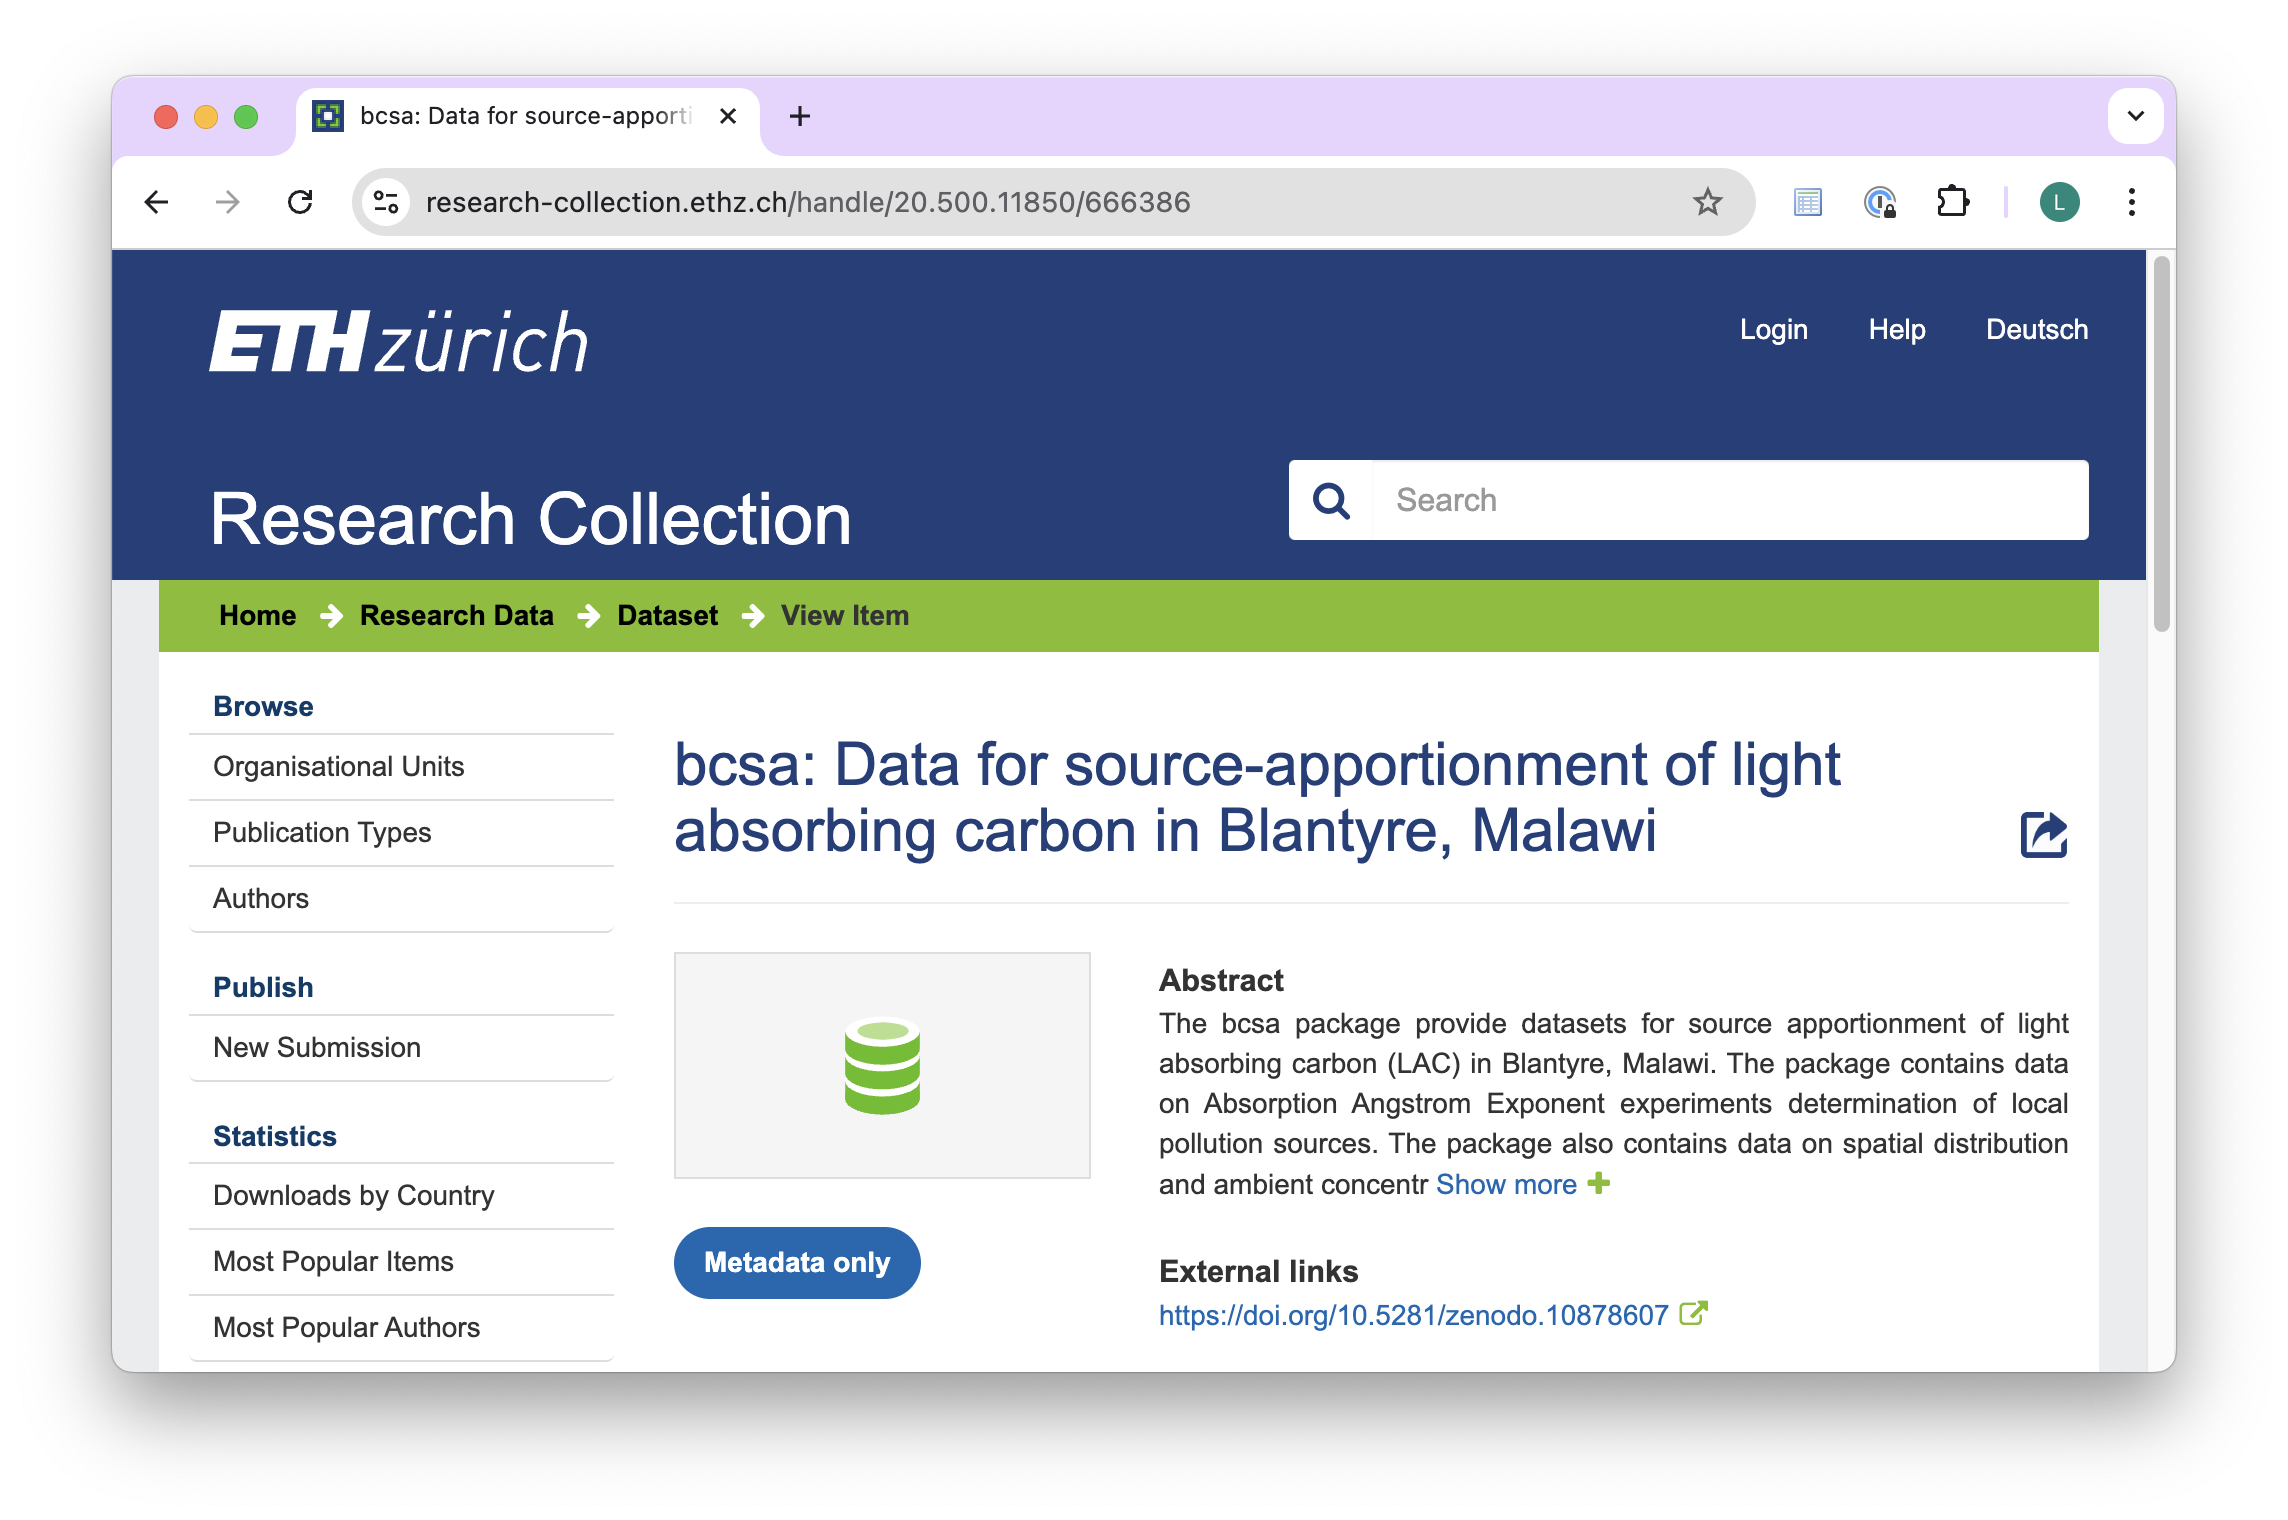 bcsa: Data for source-apporti
research-collection.ethz.ch/handle/20.500.11850/666386
L
ETH zürich
Login Help Deutsch
Research Collection
Search
Home Research Data Dataset View Item
Browse
Organisational Units
Publication Types
Authors
Publish
New Submission
Statistics
Downloads by Country
Most Popular Items
Most Popular Authors
bcsa: Data for source-apportionment of light
absorbing carbon in Blantyre, Malawi
Metadata only
Abstract
The bcsa package provide datasets for source apportionment of light
absorbing carbon (LAC) in Blantyre, Malawi. The package contains data
on Absorption Angstrom Exponent experiments determination of local
pollution sources. The package also contains data on spatial distribution
and ambient concentr Show more
External links
https://doi.org/10.5281/zenodo.10878607